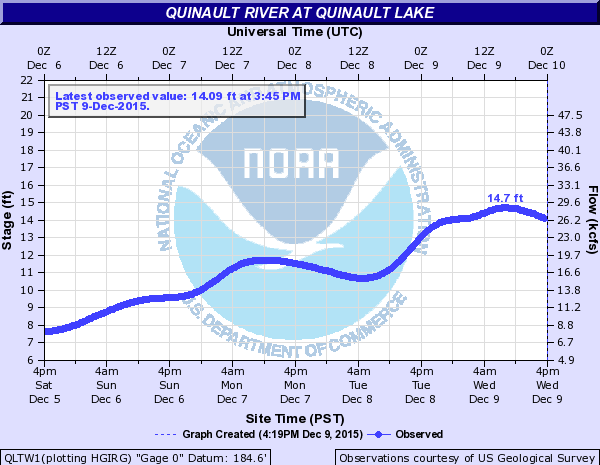 QUINAULT RIVER AT QUINAULT LAKE
Universal Time (UTC)
0Z 12Z 0Z 12Z 0Z 12Z 0Z 12Z 0Z
Dec 6 Dec 6 Dec 7 Dec 7 Dec 8 Dec 8 Dec 9 Dec 9 Dec 10
Latest observed value: 14.09 ft at 3:45 PM
PST 9-Dec-2015.
22
21
20 47.5
19 43.8
18 40.1
17 36.6
16 33.1
15 29.6
14 26.2
13 23.0
12 19.7
11 16.6
10 13.8
9 11.2
8 8.8
7 6.7
6 4.9
Stage (ft)
Flow (kcfs)
14.7 ft
NATIONAL OCEANIC AND ATMOSPHERIC ADMINISTRATION
NOAA
U.S. DEPARTMENT OF COMMERCE
4pm 4am 4pm 4am 4pm 4am 4pm 4am 4pm
Sat Sun Sun Mon Mon Tue Tue Wed Wed
Dec 5 Dec 6 Dec 6 Dec 7 Dec 7 Dec 8 Dec 8 Dec 9 Dec 9
Site Time (PST)
Graph Created (4:19PM Dec 9, 2015) Observed
QLTW1(plotting HGIRG) "Gage 0" Datum: 184.6'
Observations courtesy of US Geological Survey